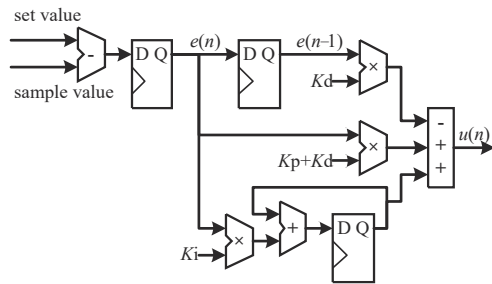 set value
-
D Q
e(n)
D Q
e(n–1)
×
Kd
sample value
-
+
+
u(n)
×
Kp+Kd
×
Ki
+
D Q